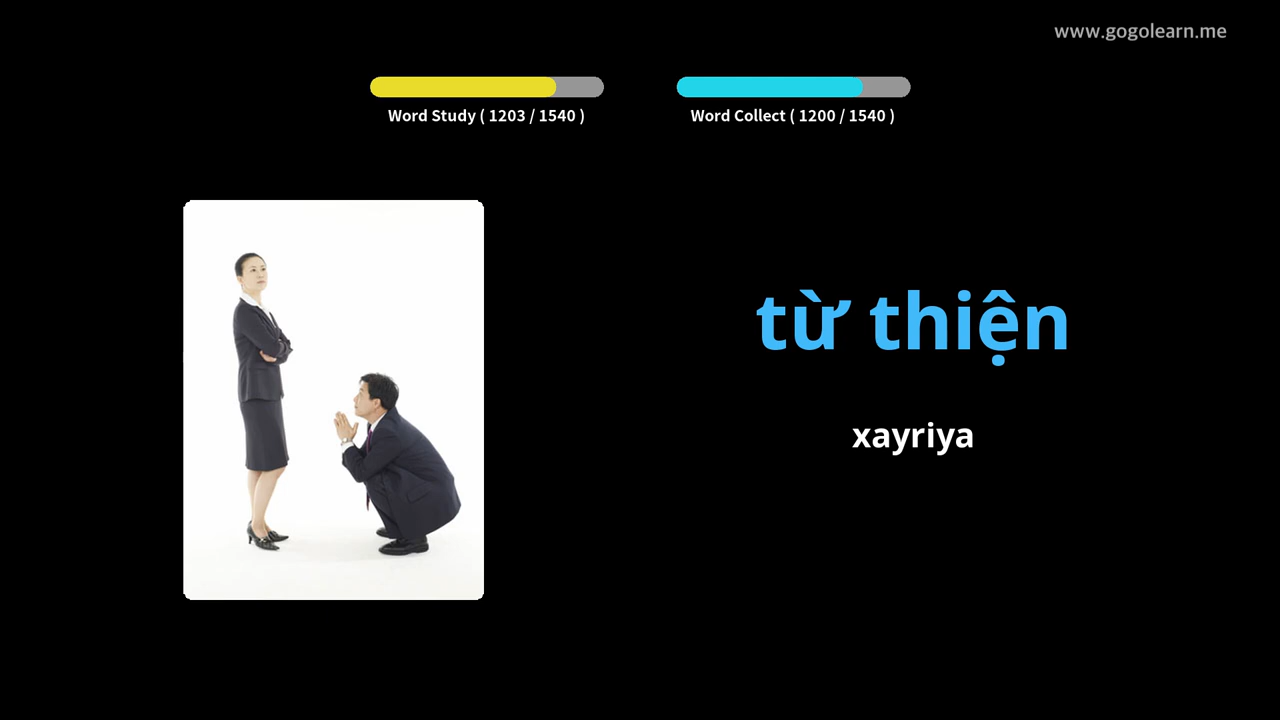 www.gogolearn.me
Word Study ( 1203 / 1540 )
Word Collect ( 1200 / 1540 )
từ thiện
xayriya